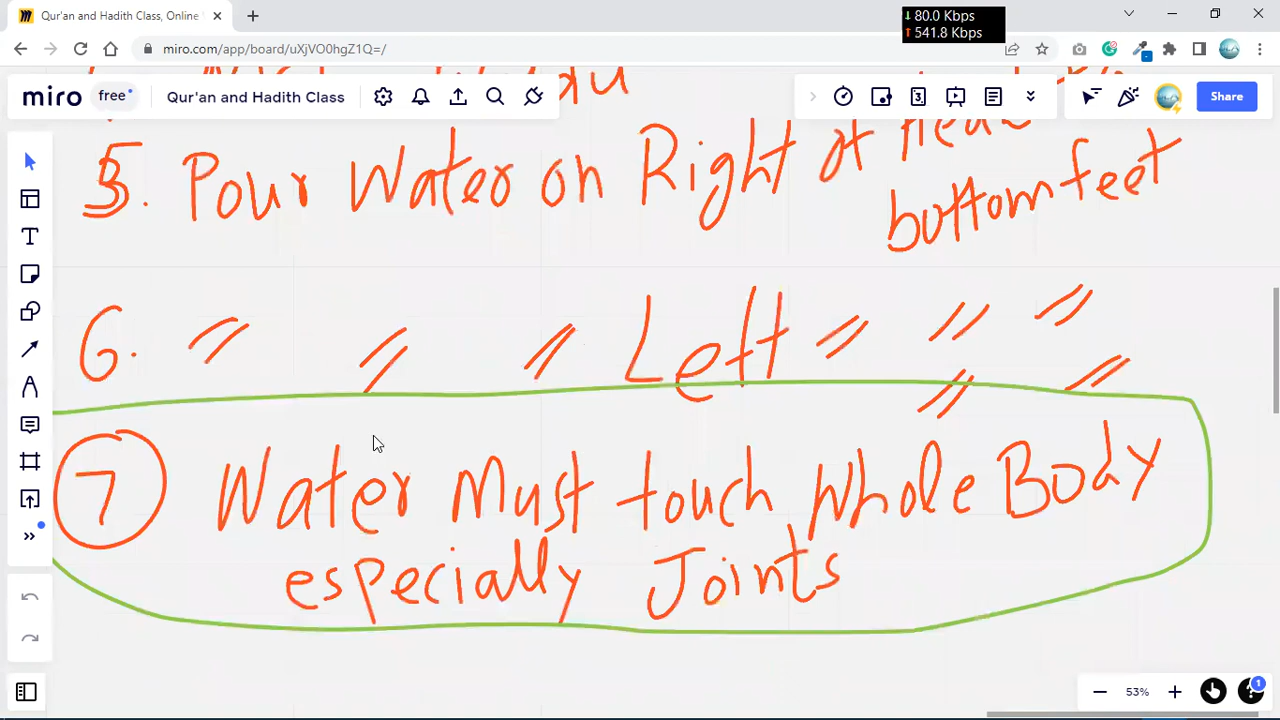 Qur'an and Hadith Class, Online
80.0 Kbps
541.8 Kbps
miro.com/app/board/uXjVO0hgZ1Q=/
miro free Qur'an and Hadith Class
Share
5. Pour Water on Right of Head
bottom feet
6. " " " Left " " "
" "
7 Water Must touch Whole Body
especially Joints
53%
1